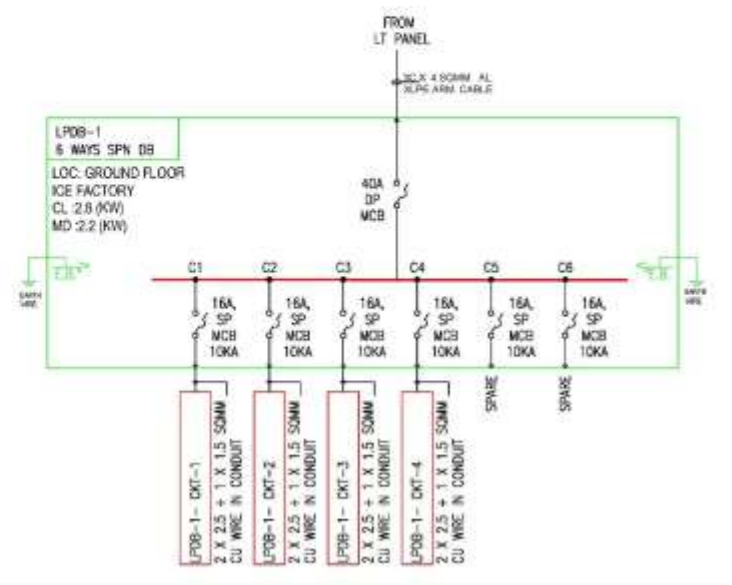 FROM
LT PANEL
X 4 SQMM AL
XLPE ARM. CABLE
LPDB-1
6 WAYS SPN DB
LOC: GROUND FLOOR
ICE FACTORY
CL :2.8 (KW)
MD :2.2 (KW)
40A
DP
MCB
EARTH
WIRE
EARTH
WIRE
C1
C2
C3
C4
C5
C6
16A,
SP
MCB
10KA
16A,
SP
MCB
10KA
16A,
SP
MCB
10KA
16A,
SP
MCB
10KA
16A,
SP
MCB
10KA
16A,
SP
MCB
10KA
SPARE
SPARE
LPDB-1- CKT-1
2 X 2.5 + 1 X 1.5 SQMM
CU WIRE IN CONDUIT
LPDB-1- CKT-2
2 X 2.5 + 1 X 1.5 SQMM
CU WIRE IN CONDUIT
LPDB-1- CKT-3
2 X 2.5 + 1 X 1.5 SQMM
CU WIRE IN CONDUIT
LPDB-1- CKT-4
2 X 2.5 + 1 X 1.5 SQMM
CU WIRE IN CONDUIT